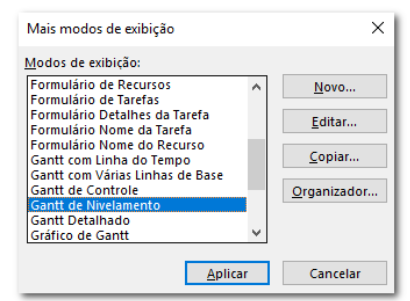 Mais modos de exibição
Modos de exibição:
Formulário de Recursos
Formulário de Tarefas
Formulário Detalhes da Tarefa
Formulário Nome da Tarefa
Formulário Nome do Recurso
Gantt com Linha do Tempo
Gantt com Várias Linhas de Base
Gantt de Controle
Gantt de Nivelamento
Gantt Detalhado
Gráfico de Gantt
Novo...
Editar...
Copiar...
Organizador...
Aplicar
Cancelar